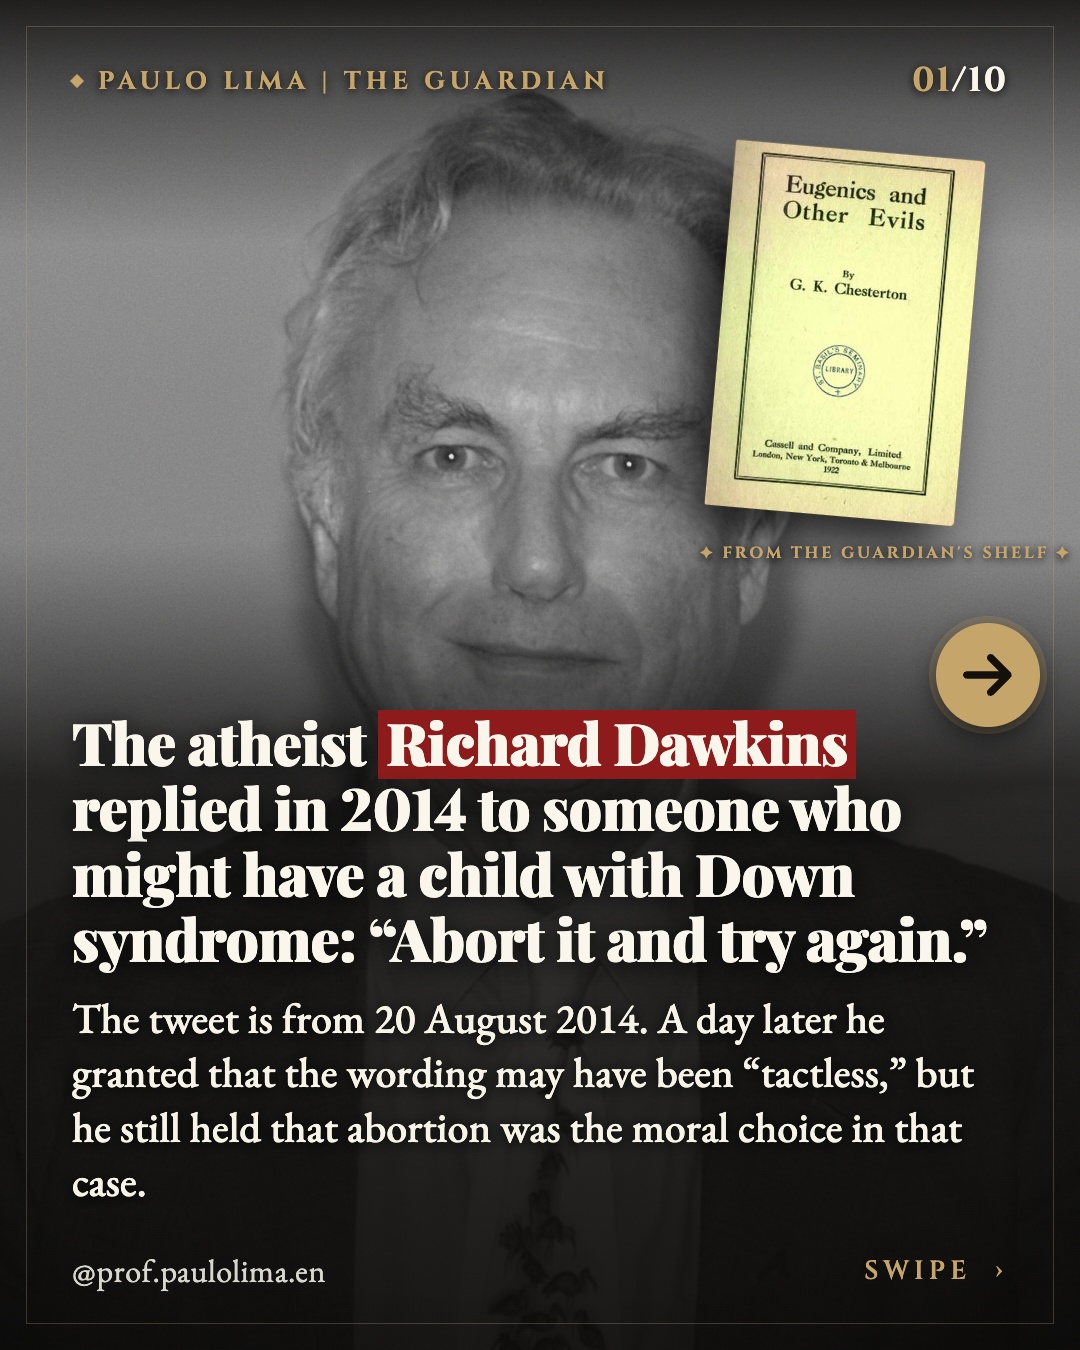 PAULO LIMA | THE GUARDIAN
01/10
Eugenics and
Other Evils
By
G. K. Chesterton
ST. BASIL'S SEMINARY
LIBRARY
Cassell and Company, Limited
London, New York, Toronto & Melbourne
1922
FROM THE GUARDIAN'S SHELF
The atheist Richard Dawkins
replied in 2014 to someone who
might have a child with Down
syndrome: “Abort it and try again.”
The tweet is from 20 August 2014. A day later he
granted that the wording may have been “tactless,” but
he still held that abortion was the moral choice in that
case.
@prof.paulolima.en
SWIPE ›